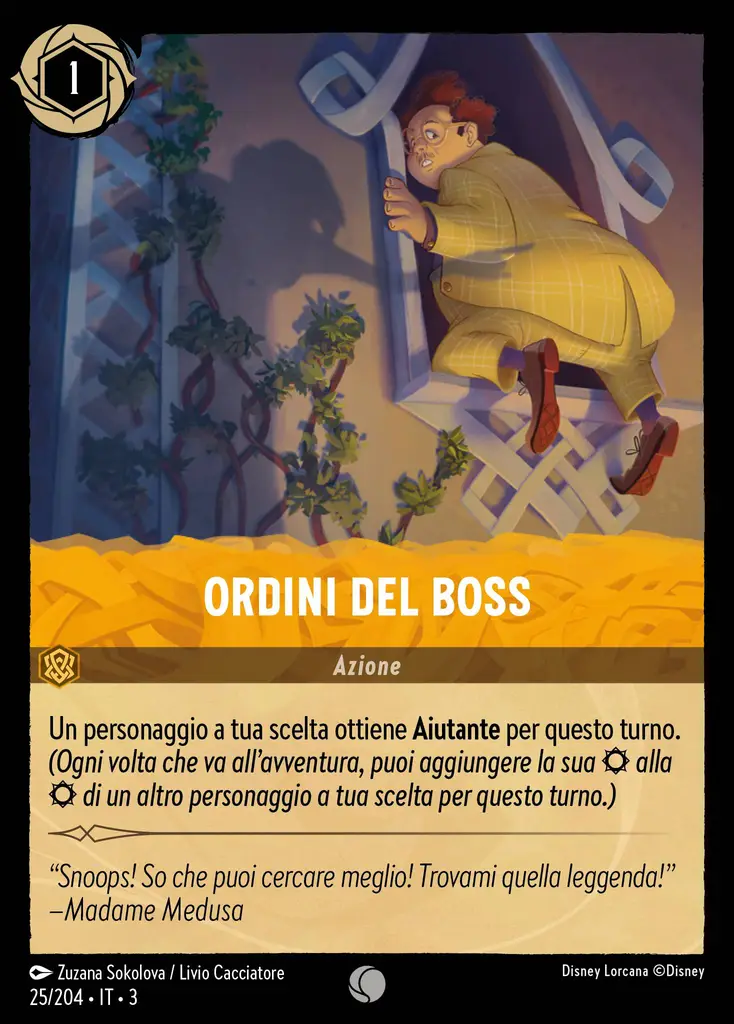 1
ORDINI DEL BOSS
Azione
Un personaggio a tua scelta ottiene Aiutante per questo turno.
(Ogni volta che va all’avventura, puoi aggiungere la sua alla
di un altro personaggio a tua scelta per questo turno.)
“Snoops! So che puoi cercare meglio! Trovami quella leggenda!”
–Madame Medusa
Zuzana Sokolova / Livio Cacciatore
Disney Lorcana ©Disney
25/204 • IT • 3